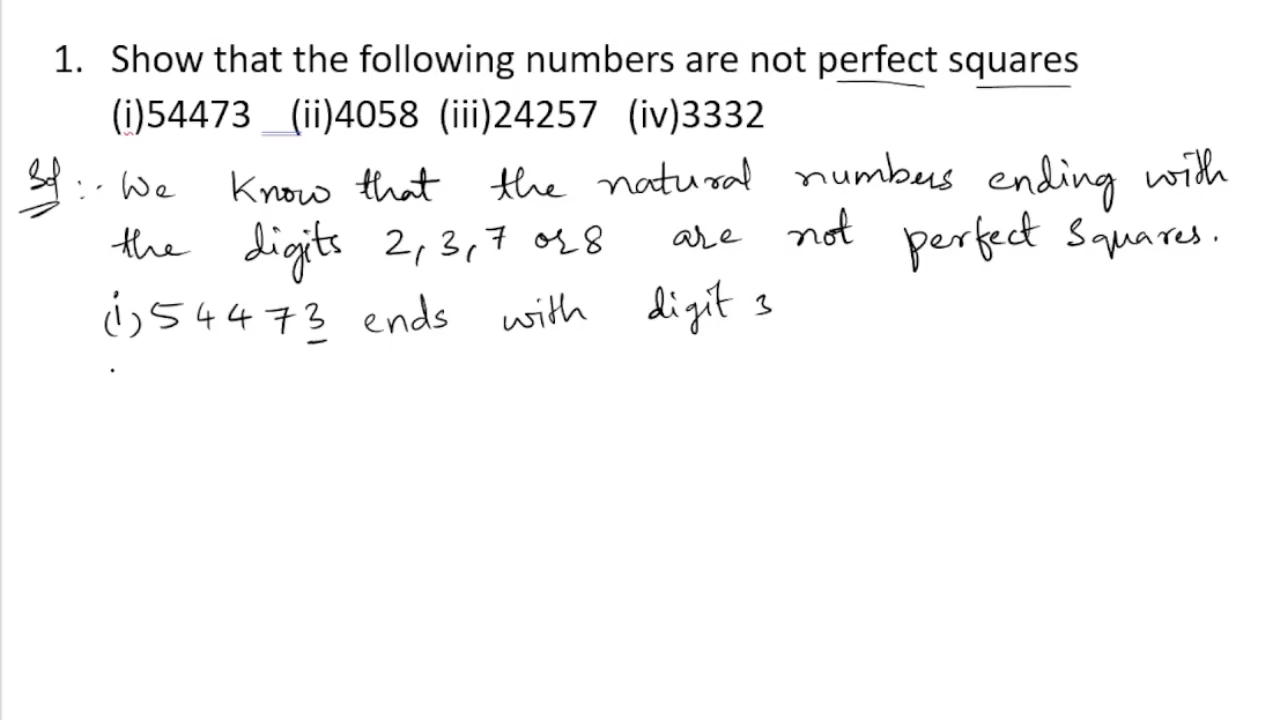 1. Show that the following numbers are not perfect squares
(i)54473 (ii)4058 (iii)24257 (iv)3332
Sol :- We know that the natural numbers ending with
the digits 2, 3, 7 or 8 are not perfect squares.
(i) 54473 ends with digit 3